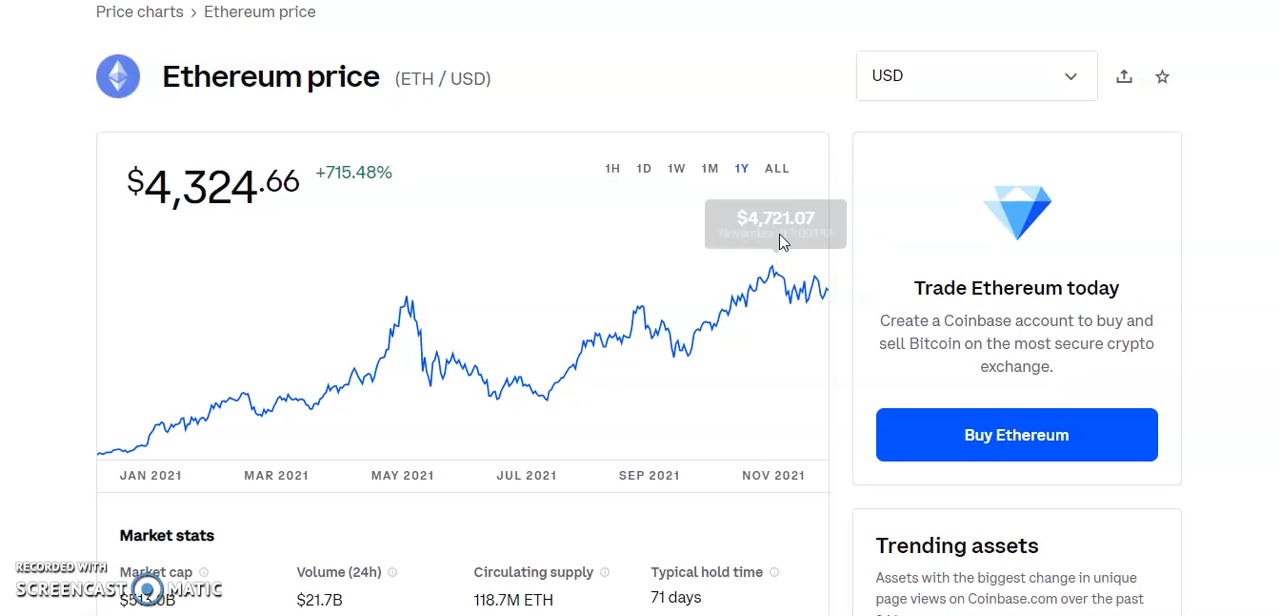 Price charts › Ethereum price
Ethereum price (ETH / USD)
USD
$4,324.66 +715.48%
1H 1D 1W 1M 1Y ALL
$4,721.07
JAN 2021 MAR 2021 MAY 2021 JUL 2021 SEP 2021 NOV 2021
Market stats
Market cap
$513.0B
Volume (24h)
$21.7B
Circulating supply
118.7M ETH
Typical hold time
71 days
Trade Ethereum today
Create a Coinbase account to buy and
sell Bitcoin on the most secure crypto
exchange.
Buy Ethereum
Trending assets
Assets with the biggest change in unique
page views on Coinbase.com over the past
RECORDED WITH
SCREENCAST MATIC